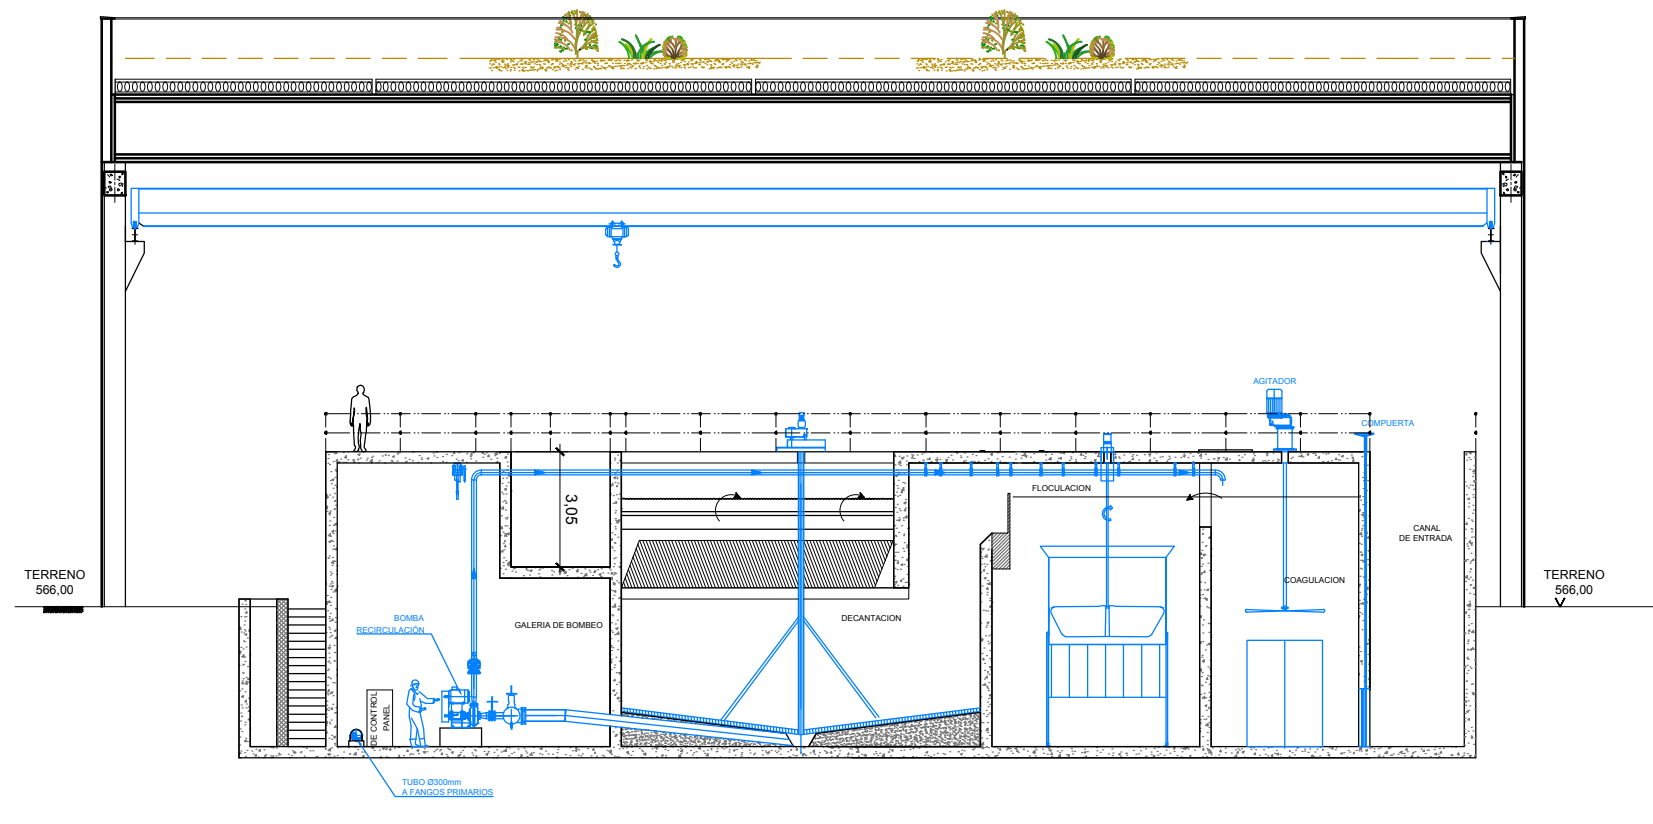 AGITADOR
COMPUERTA
FLOCULACION
3,05
CANAL
DE ENTRADA
TERRENO
566,00
TERRENO
566,00
COAGULACION
BOMBA
RECIRCULACIÓN
GALERIA DE BOMBEO
DECANTACION
DE CONTROL
PANEL
TUBO Ø300mm
A FANGOS PRIMARIOS